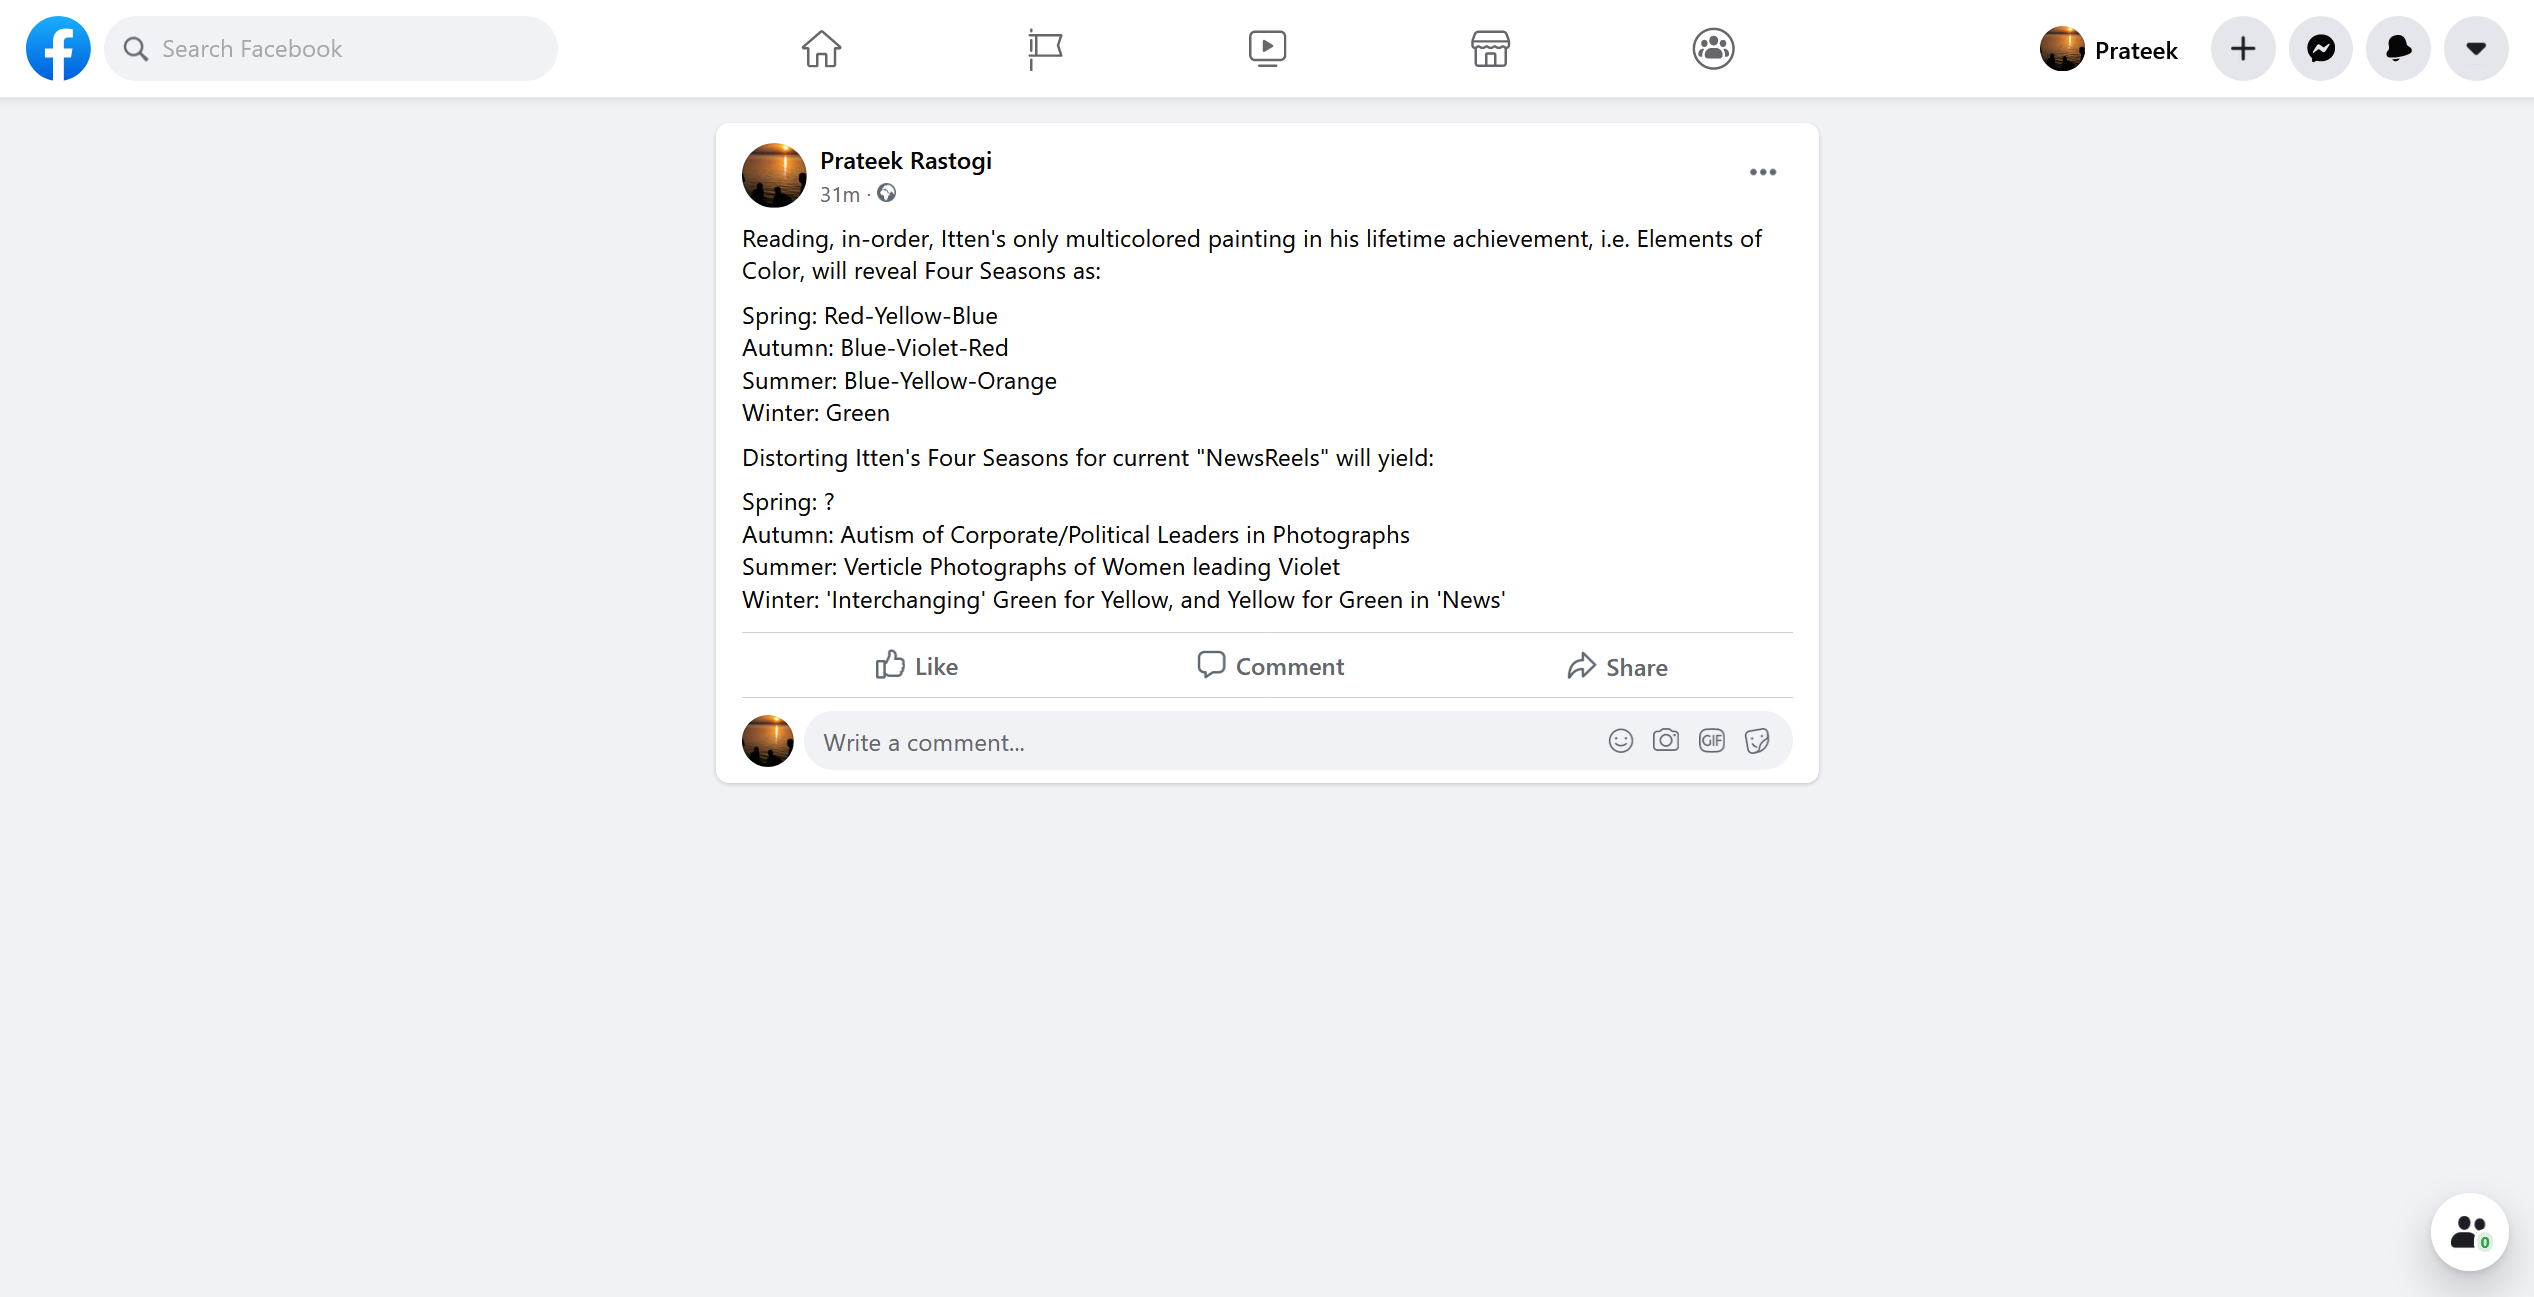 Search Facebook
Prateek
Prateek Rastogi
31m ·
Reading, in-order, Itten's only multicolored painting in his lifetime achievement, i.e. Elements of
Color, will reveal Four Seasons as:
Spring: Red-Yellow-Blue
Autumn: Blue-Violet-Red
Summer: Blue-Yellow-Orange
Winter: Green
Distorting Itten's Four Seasons for current "NewsReels" will yield:
Spring: ?
Autumn: Autism of Corporate/Political Leaders in Photographs
Summer: Verticle Photographs of Women leading Violet
Winter: 'Interchanging' Green for Yellow, and Yellow for Green in 'News'
Like Comment Share
Write a comment... GIF
0